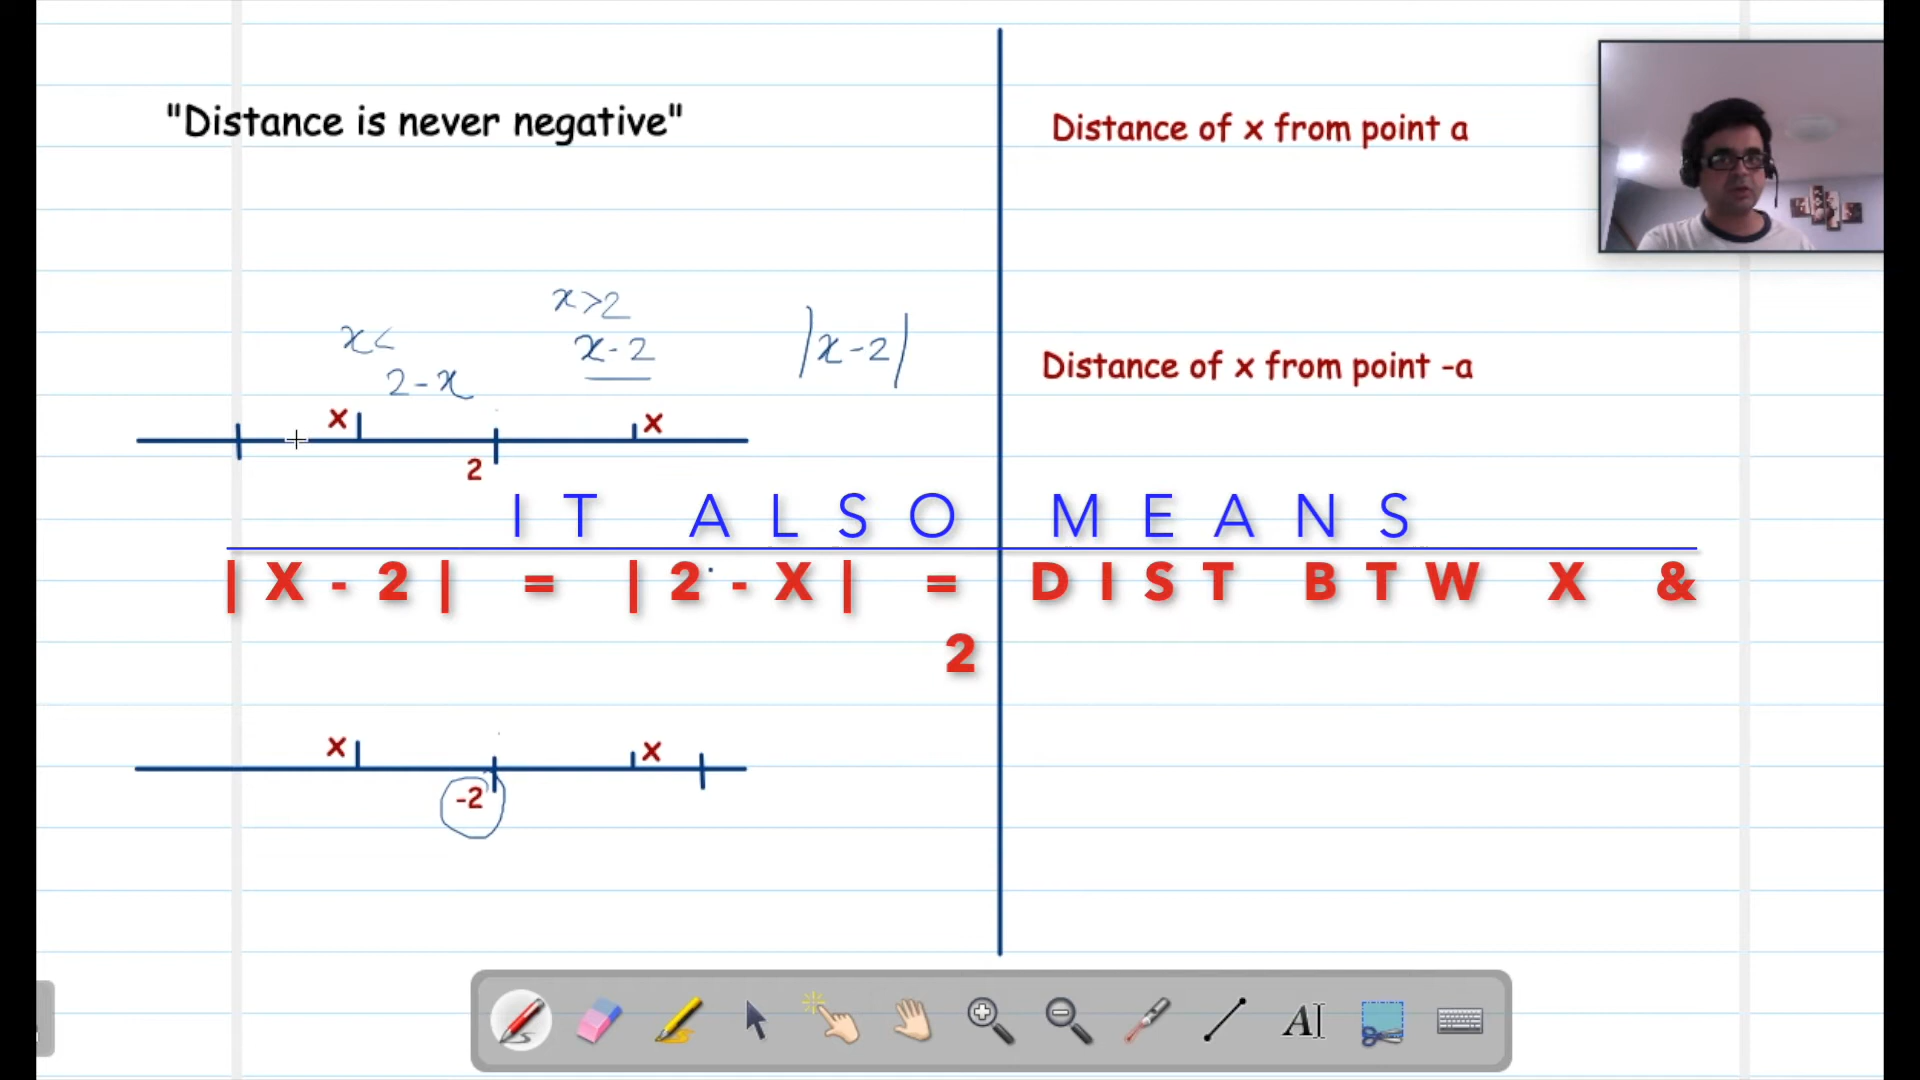 "Distance is never negative"
Distance of x from point a
x>2
x<
x-2
|x-2|
2-x
Distance of x from point -a
x
x
2
IT ALSO MEANS
|X-2| = |2-X| = DIST BTW X &
2
x
x
-2
AI